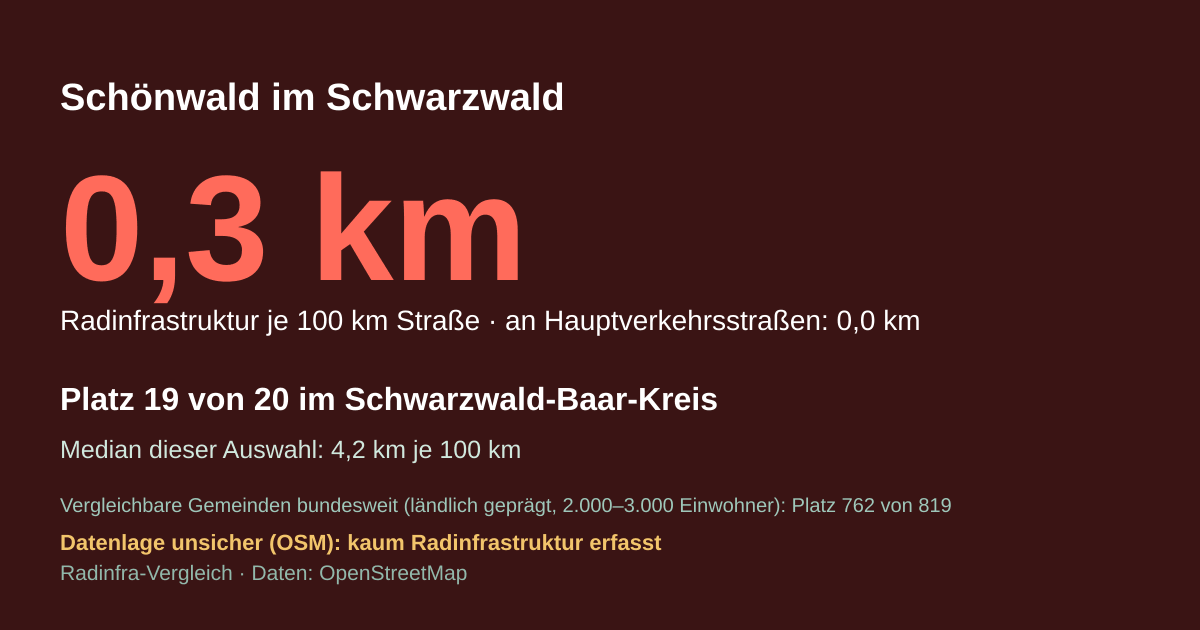 Schönwald im Schwarzwald
0,3 km
Radinfrastruktur je 100 km Straße · an Hauptverkehrsstraßen: 0,0 km
Platz 19 von 20 im Schwarzwald-Baar-Kreis
Median dieser Auswahl: 4,2 km je 100 km
Vergleichbare Gemeinden bundesweit (ländlich geprägt, 2.000–3.000 Einwohner): Platz 762 von 819
Datenlage unsicher (OSM): kaum Radinfrastruktur erfasst
Radinfra-Vergleich · Daten: OpenStreetMap